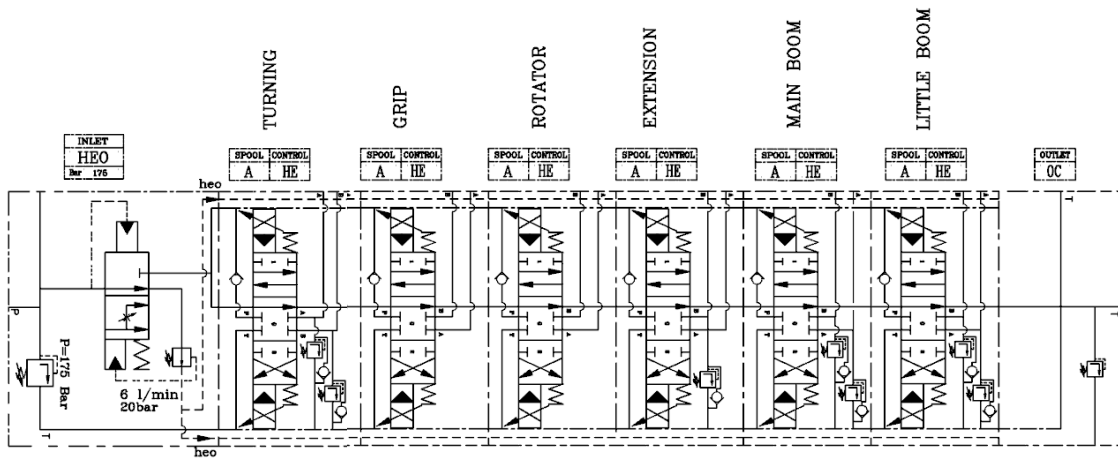 TURNING
GRIP
ROTATOR
EXTENSION
MAIN BOOM
LITTLE BOOM
INLET
HEO
Bar 175
SPOOL CONTROL
A HE
SPOOL CONTROL
A HE
SPOOL CONTROL
A HE
SPOOL CONTROL
A HE
SPOOL CONTROL
A HE
SPOOL CONTROL
A HE
OUTLET
OC
heo
A B
B A
B A
B A
B A
B A
T
P
P A
T B
P B
T A
P B
T A
P B
T A
P B
T A
P B
T A
T
P=175 Bar
6 l/min
20bar
T
heo